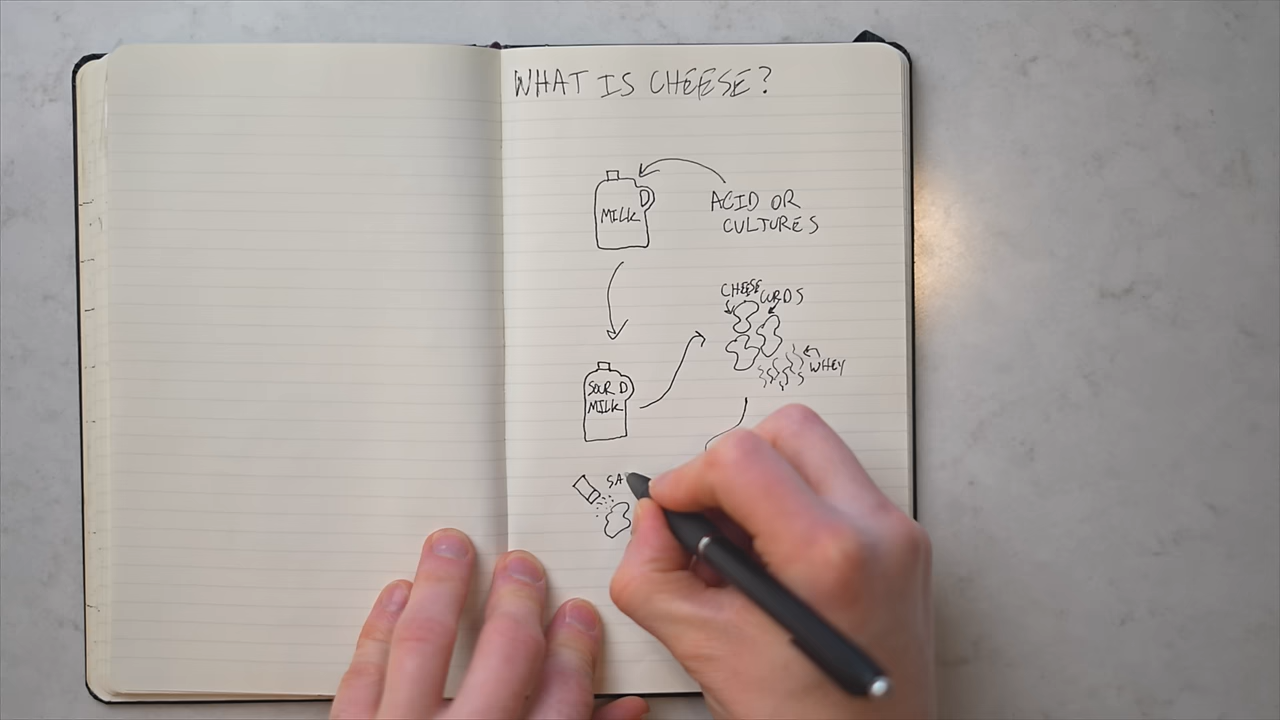 WHAT IS CHEESE?
MILK
ACID OR
CULTURES
CHEESE
CURDS
WHEY
SOUR D
MILK
SA